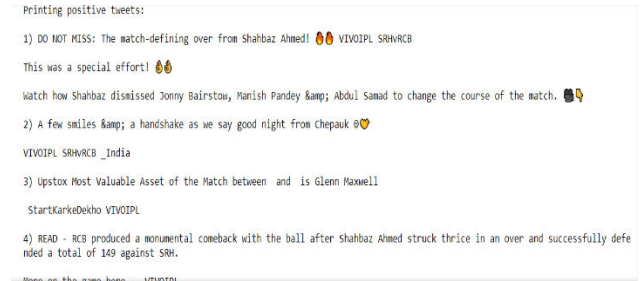 Printing positive tweets:
1) DO NOT MISS: The match-defining over from Shahbaz Ahmed! 🔥🔥 VIVOIPL SRHvRCB
This was a special effort! 👌👌
Watch how Shahbaz dismissed Jonny Bairstow, Manish Pandey &amp; Abdul Samad to change the course of the match. 🎥👇
2) A few smiles &amp; a handshake as we say good night from Chepauk 🧡
VIVOIPL SRHvRCB _India
3) Upstox Most Valuable Asset of the Match between and is Glenn Maxwell
StartKarkeDekho VIVOIPL
4) READ - RCB produced a monumental comeback with the ball after Shahbaz Ahmed struck thrice in an over and successfully defe
nded a total of 149 against SRH.